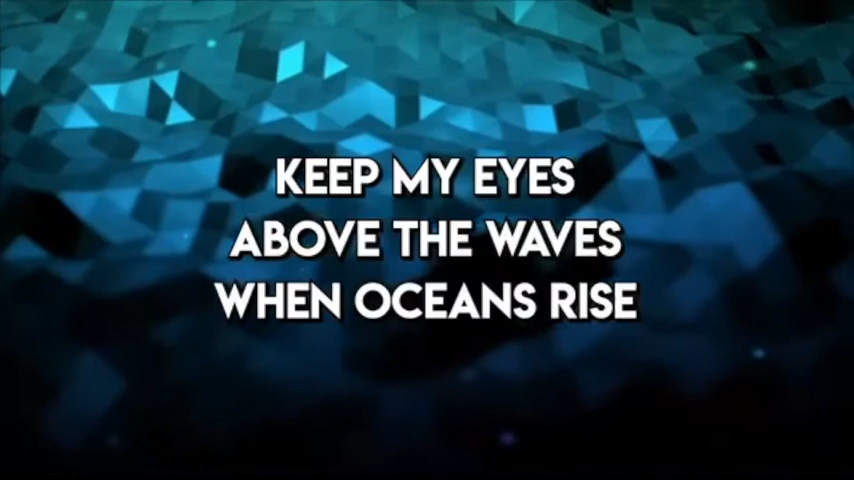 KEEP MY EYES
ABOVE THE WAVES
WHEN OCEANS RISE